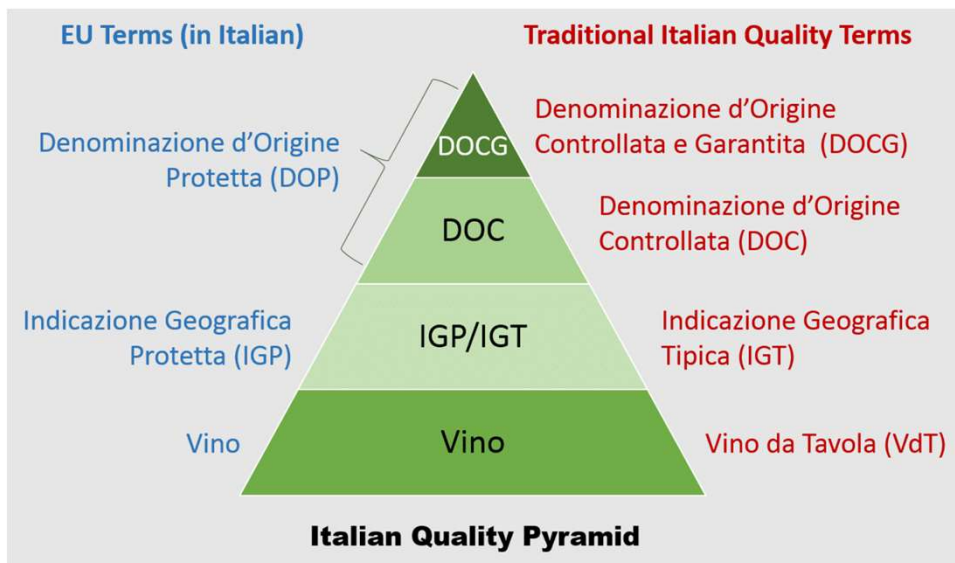 EU Terms (in Italian)
Traditional Italian Quality Terms
Denominazione d'Origine
Protetta (DOP)
DOCG
Denominazione d'Origine
Controllata e Garantita (DOCG)
DOC
Denominazione d'Origine
Controllata (DOC)
Indicazione Geografica
Protetta (IGP)
IGP/IGT
Indicazione Geografica
Tipica (IGT)
Vino
Vino
Vino da Tavola (VdT)
Italian Quality Pyramid